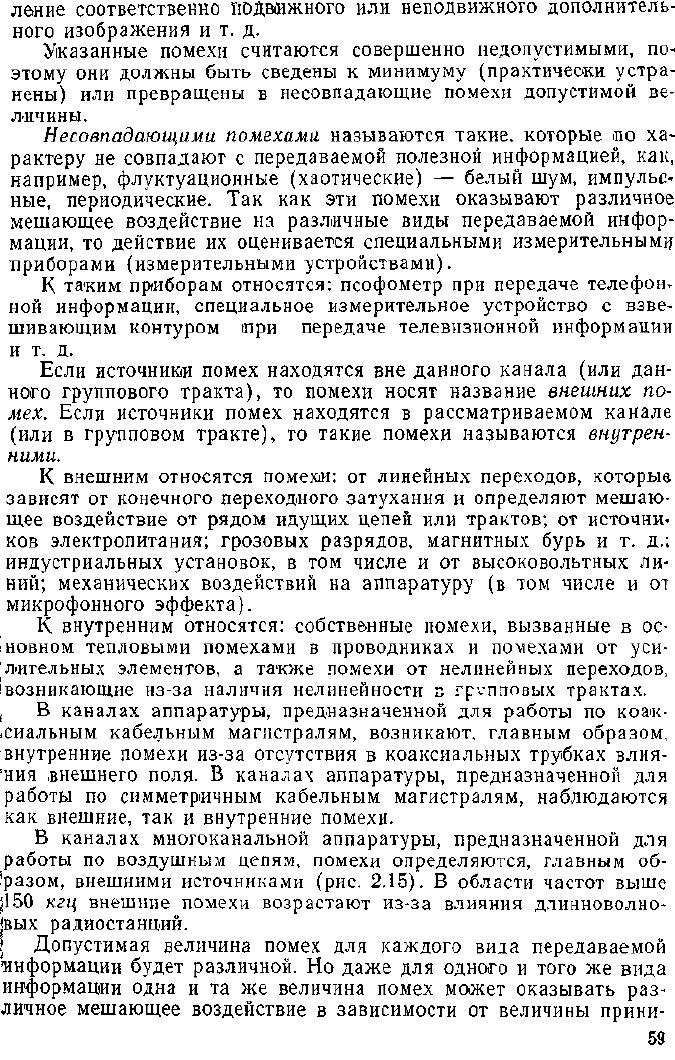 ление соответственно подвижного или неподвижного дополнитель-
ного изображения и т. д.
Указанные помехи считаются совершенно недопустимыми, по-
этому они должны быть сведены к минимуму (практически устра-
нены) или превращены в несовпадающие помехи допустимой ве-
личины.
Несовпадающими помехами называются такие, которые по ха-
рактеру не совпадают с передаваемой полезной информацией, как,
например, флуктуационные (хаотические) — белый шум, импульс-
ные, периодические. Так как эти помехи оказывают различное
мешающее воздействие на различные виды передаваемой инфор-
мации, то действие их оценивается специальными измерительными
приборами (измерительными устройствами).
К таким приборам относятся: псофометр при передаче телефон-
ной информации, специальное измерительное устройство с взве-
шивающим контуром при передаче телевизионной информации
и т. д.
Если источники помех находятся вне данного канала (или дан-
ного группового тракта), то помехи носят название внешних по-
мех. Если источники помех находятся в рассматриваемом канале
(или в групповом тракте), то такие помехи называются внутрен-
ними.
К внешним относятся помехи: от линейных переходов, которые
зависят от конечного переходного затухания и определяют мешаю-
щее воздействие от рядом идущих цепей или трактов; от источни-
ков электропитания; грозовых разрядов, магнитных бурь и т. д.;
индустриальных установок, в том числе и от высоковольтных ли-
ний; механических воздействий на аппаратуру (в том числе и от
микрофонного эффекта).
К внутренним относятся: собственные помехи, вызванные в ос-
новном тепловыми помехами в проводниках и помехами от уси-
лительных элементов, а также помехи от нелинейных переходов,
возникающие из-за наличия нелинейности в групповых трактах.
В каналах аппаратуры, предназначенной для работы по коак-
сиальным кабельным магистралям, возникают, главным образом,
внутренние помехи из-за отсутствия в коаксиальных трубках влия-
ния внешнего поля. В каналах аппаратуры, предназначенной для
работы по симметричным кабельным магистралям, наблюдаются
как внешние, так и внутренние помехи.
В каналах многоканальной аппаратуры, предназначенной для
работы по воздушным цепям, помехи определяются, главным об-
разом, внешними источниками (рис. 2.15). В области частот выше
150 кгц внешние помехи возрастают из-за влияния длинноволно-
вых радиостанций.
Допустимая величина помех для каждого вида передаваемой
информации будет различной. Но даже для одного и того же вида
информации одна и та же величина помех может оказывать раз-
личное мешающее воздействие в зависимости от величины прини-
59